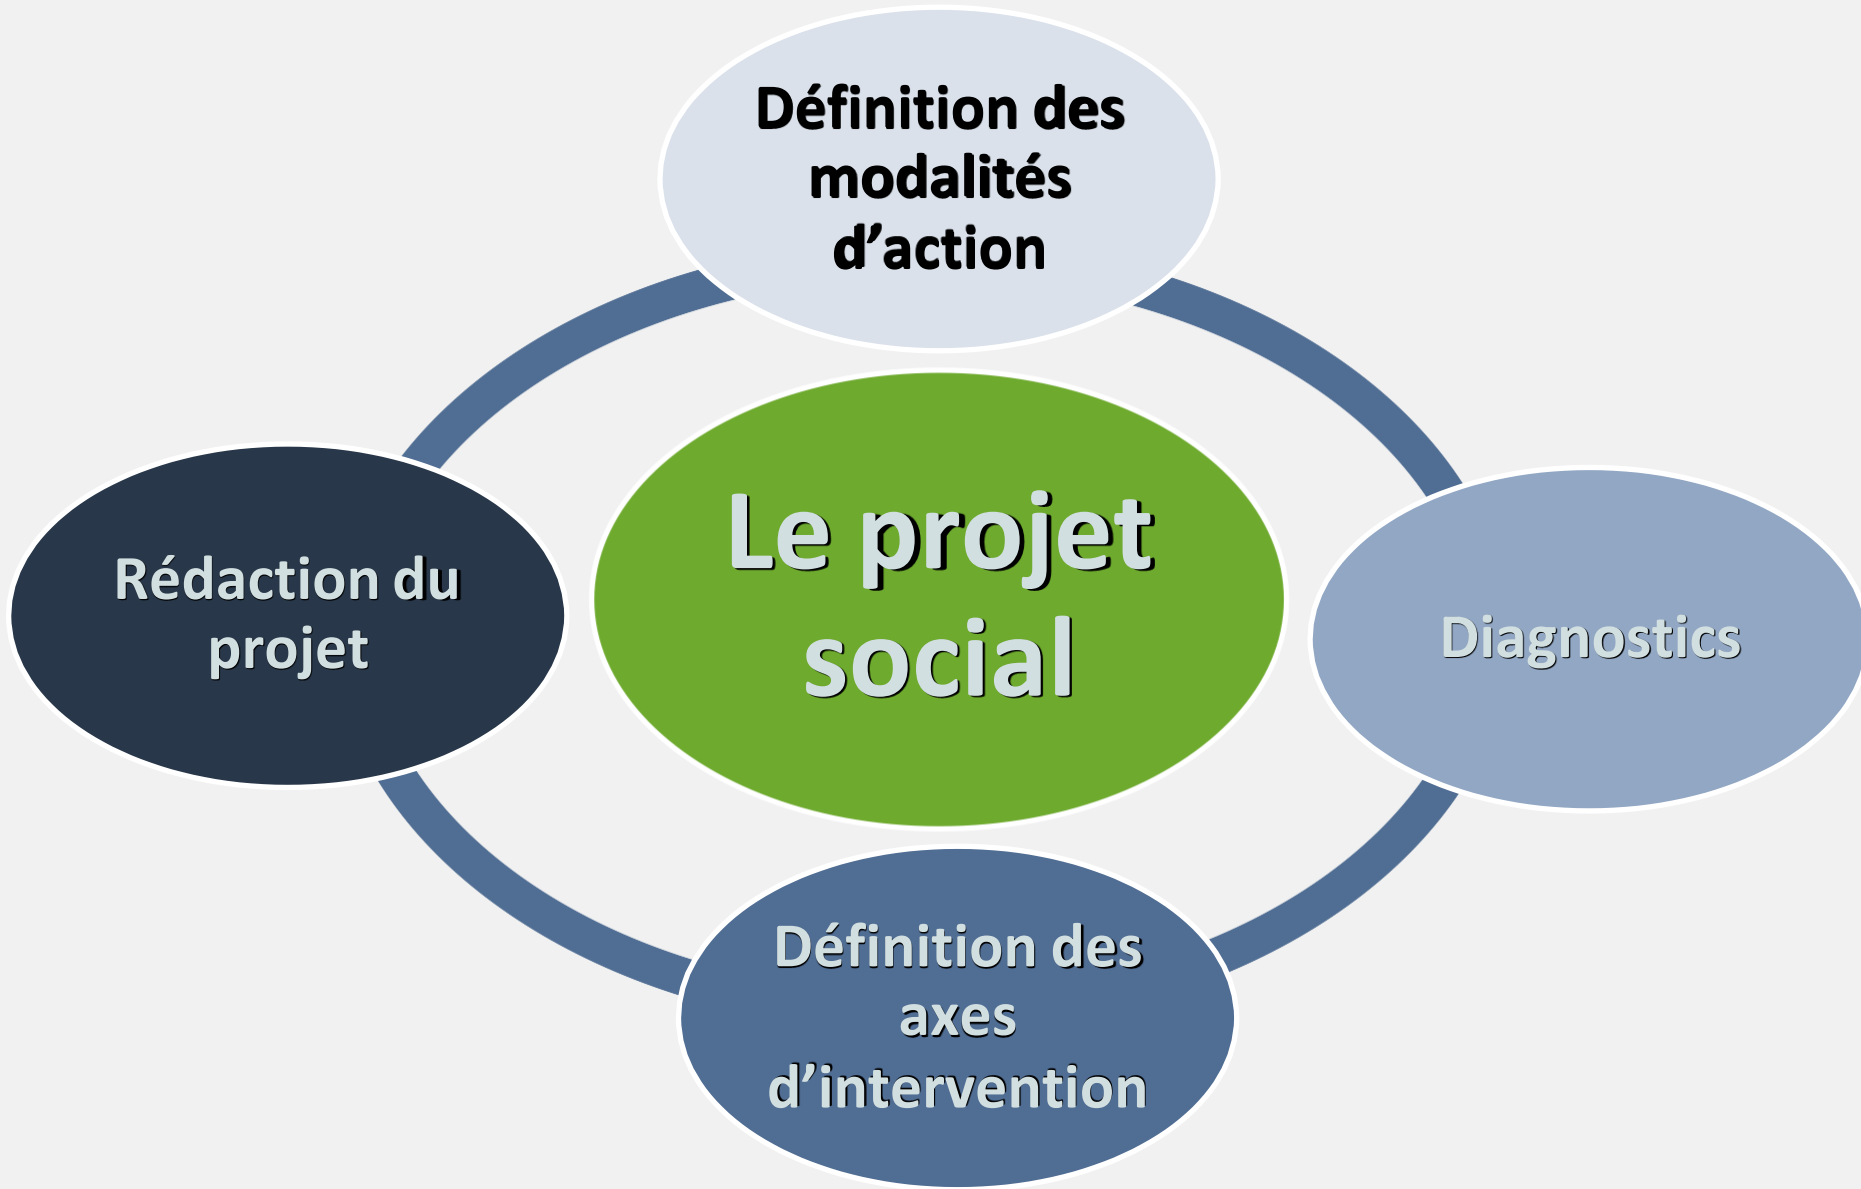 Définition des
modalités
d’action
Le projet
social
Rédaction du
projet
Diagnostics
Définition des
axes
d’intervention